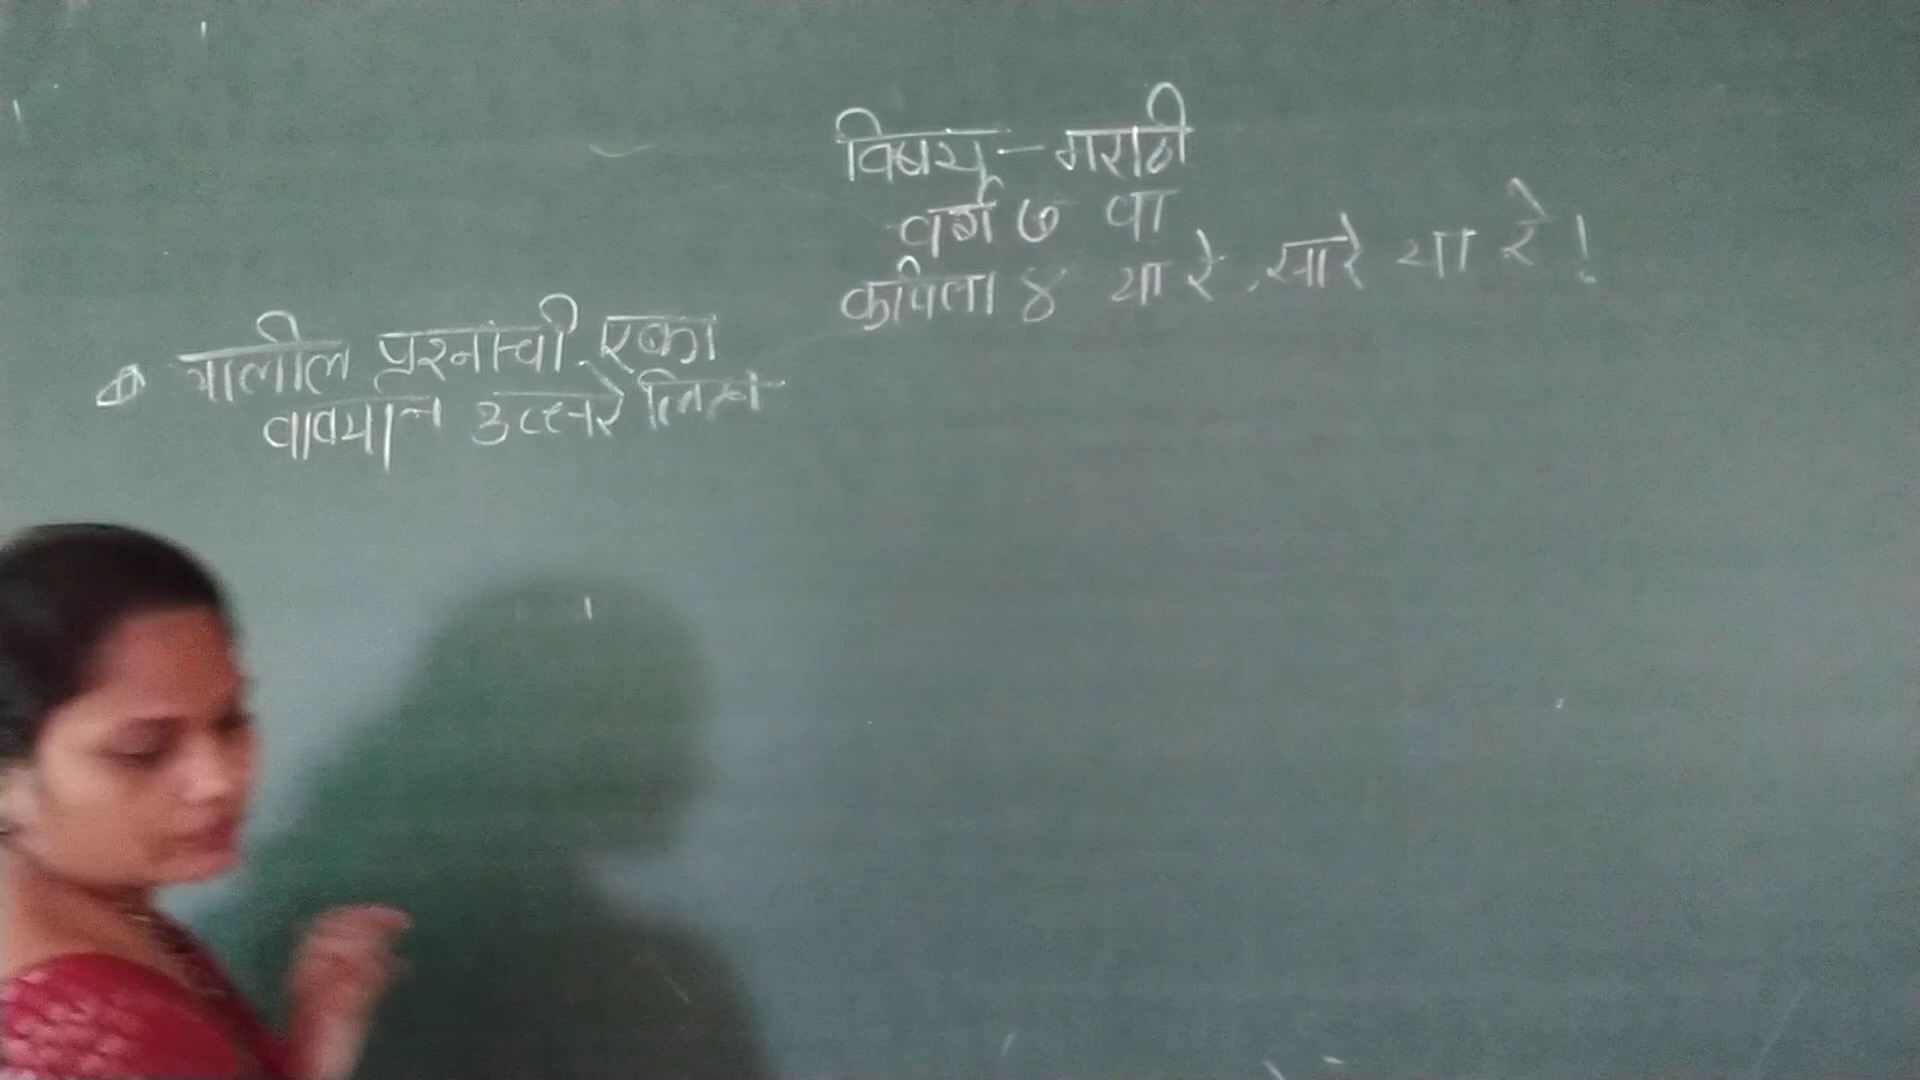 विषय - मराठी
वर्ग ७ वा
कविता ४ या रे, सारे या रे !
खालील प्रश्नांची एका
वाक्यात उत्तरे लिहा